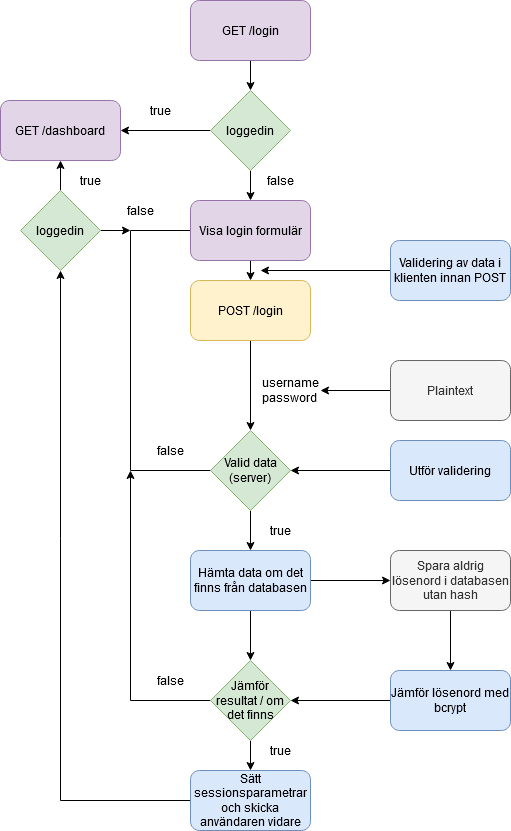 GET /login
true
GET /dashboard
loggedin
true
false
loggedin
false
Visa login formulär
Validering av data i
klienten innan POST
POST /login
username
password
Plaintext
false
Valid data
(server)
Utför validering
true
Hämta data om det
finns från databasen
Spara aldrig
lösenord i databasen
utan hash
false
Jämför
resultat / om
det finns
Jämför lösenord med
bcrypt
true
Sätt
sessionsparametrar
och skicka
användaren vidare